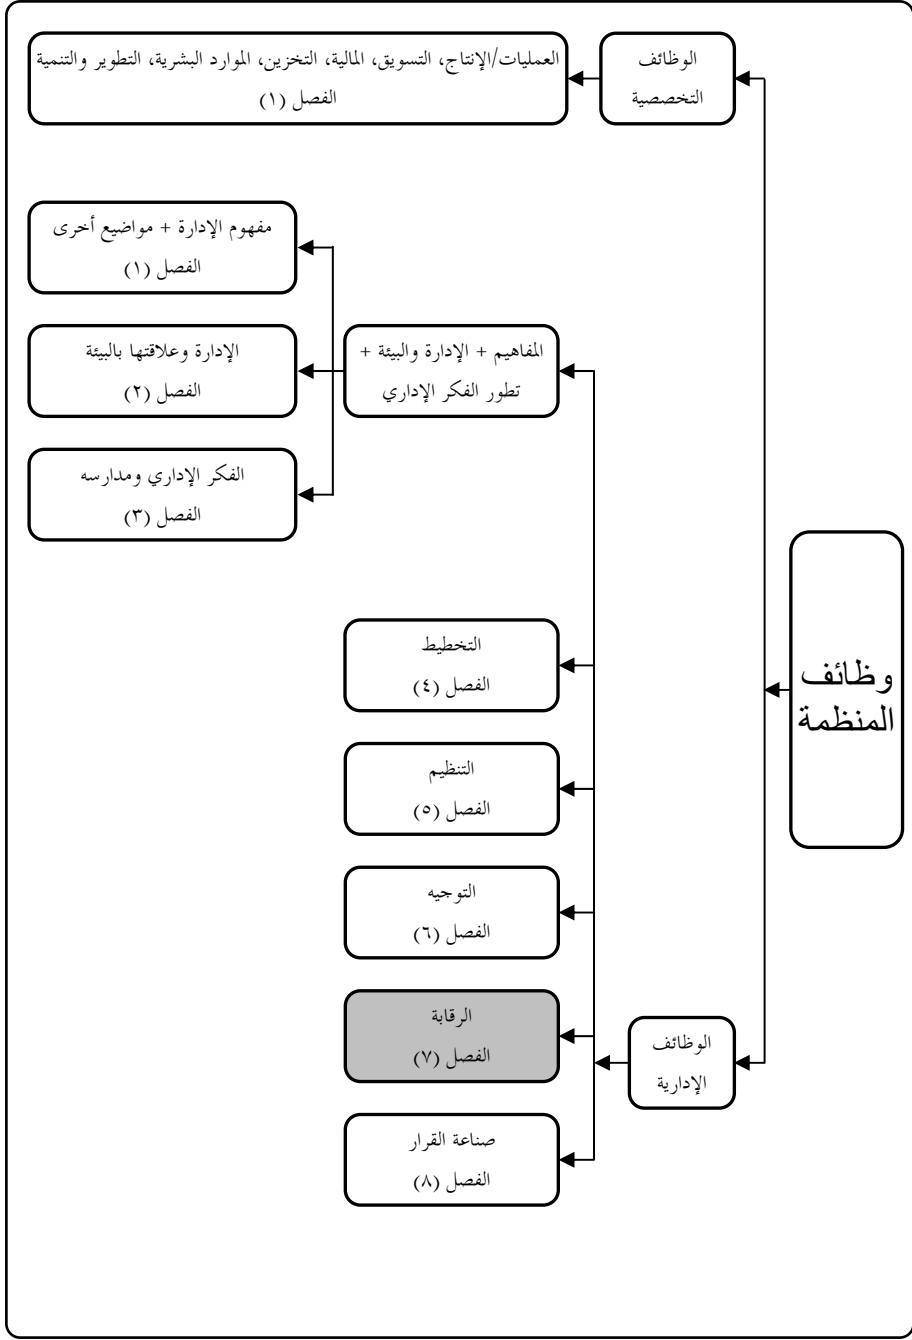 وظائف
المنظمة
الوظائف
التخصصية
العمليات/الإنتاج، التسويق، المالية، التخزين، الموارد البشرية، التطوير والتنمية
الفصل (١)
الوظائف
الإدارية
المفاهيم + الإدارة والبيئة +
تطور الفكر الإداري
مفهوم الإدارة + مواضيع أخرى
الفصل (١)
الإدارة وعلاقتها بالبيئة
الفصل (٢)
الفكر الإداري ومدارسه
الفصل (٣)
التخطيط
الفصل (٤)
التنظيم
الفصل (٥)
التوجيه
الفصل (٦)
الرقابة
الفصل (٧)
صناعة القرار
الفصل (٨)